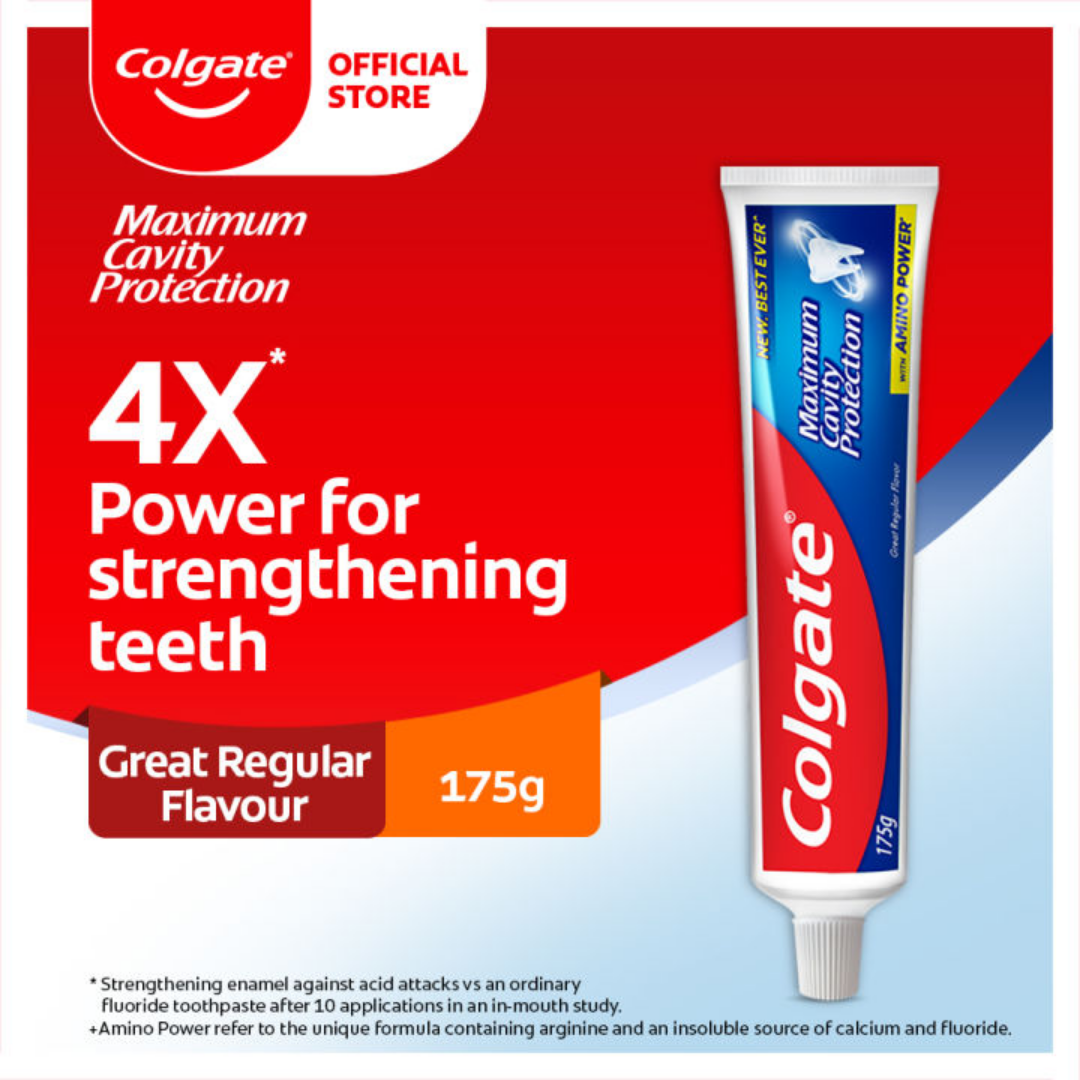 Colgate®
OFFICIAL
STORE
Maximum
Cavity
Protection
4X*
Power for
strengthening
teeth
Great Regular
Flavour
175g
NEW. BEST EVER^
Maximum
Cavity
Protection
WITH AMINO POWER⁺
Great Regular Flavor
Colgate®
175g
* Strengthening enamel against acid attacks vs an ordinary
fluoride toothpaste after 10 applications in an in-mouth study.
+Amino Power refer to the unique formula containing arginine and an insoluble source of calcium and fluoride.